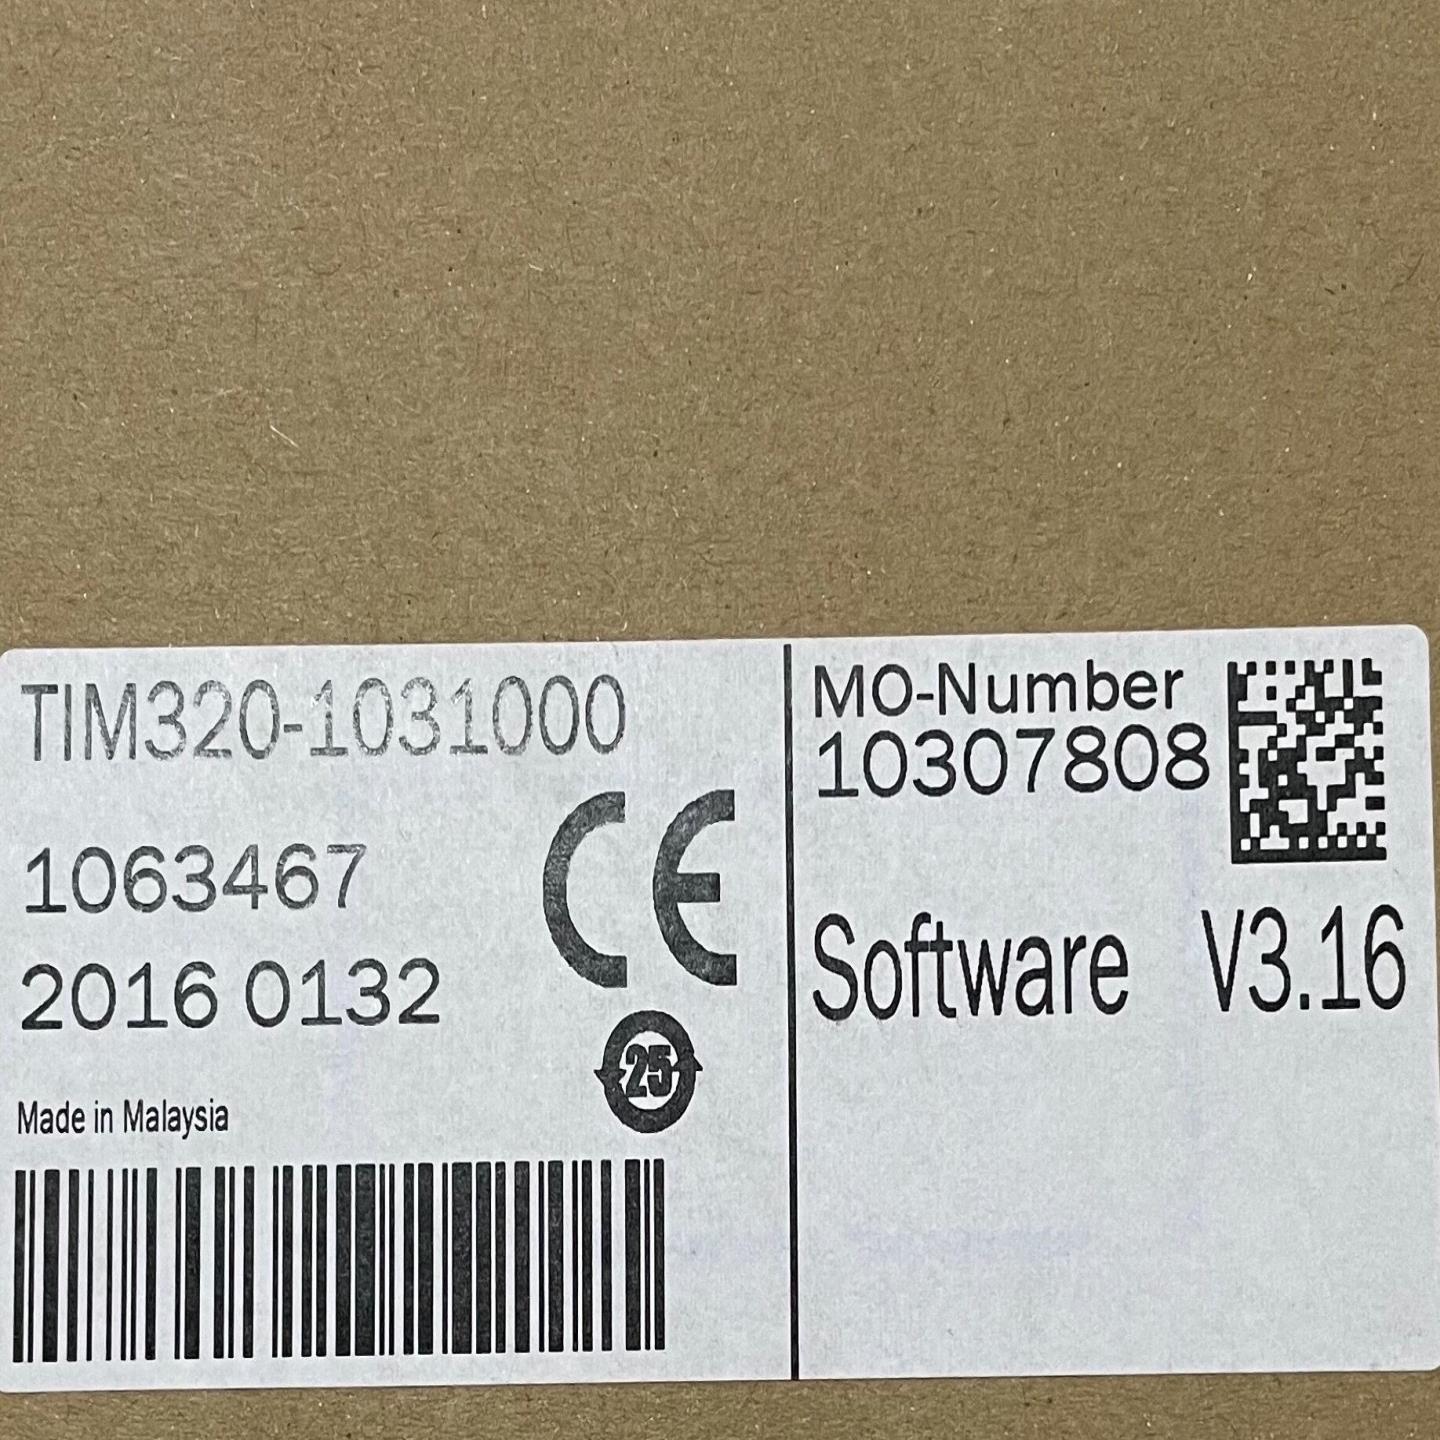 TIM320-1031000
1063467
2016 0132
CE
25
Made in Malaysia
MO-Number
10307808
Software V3.16